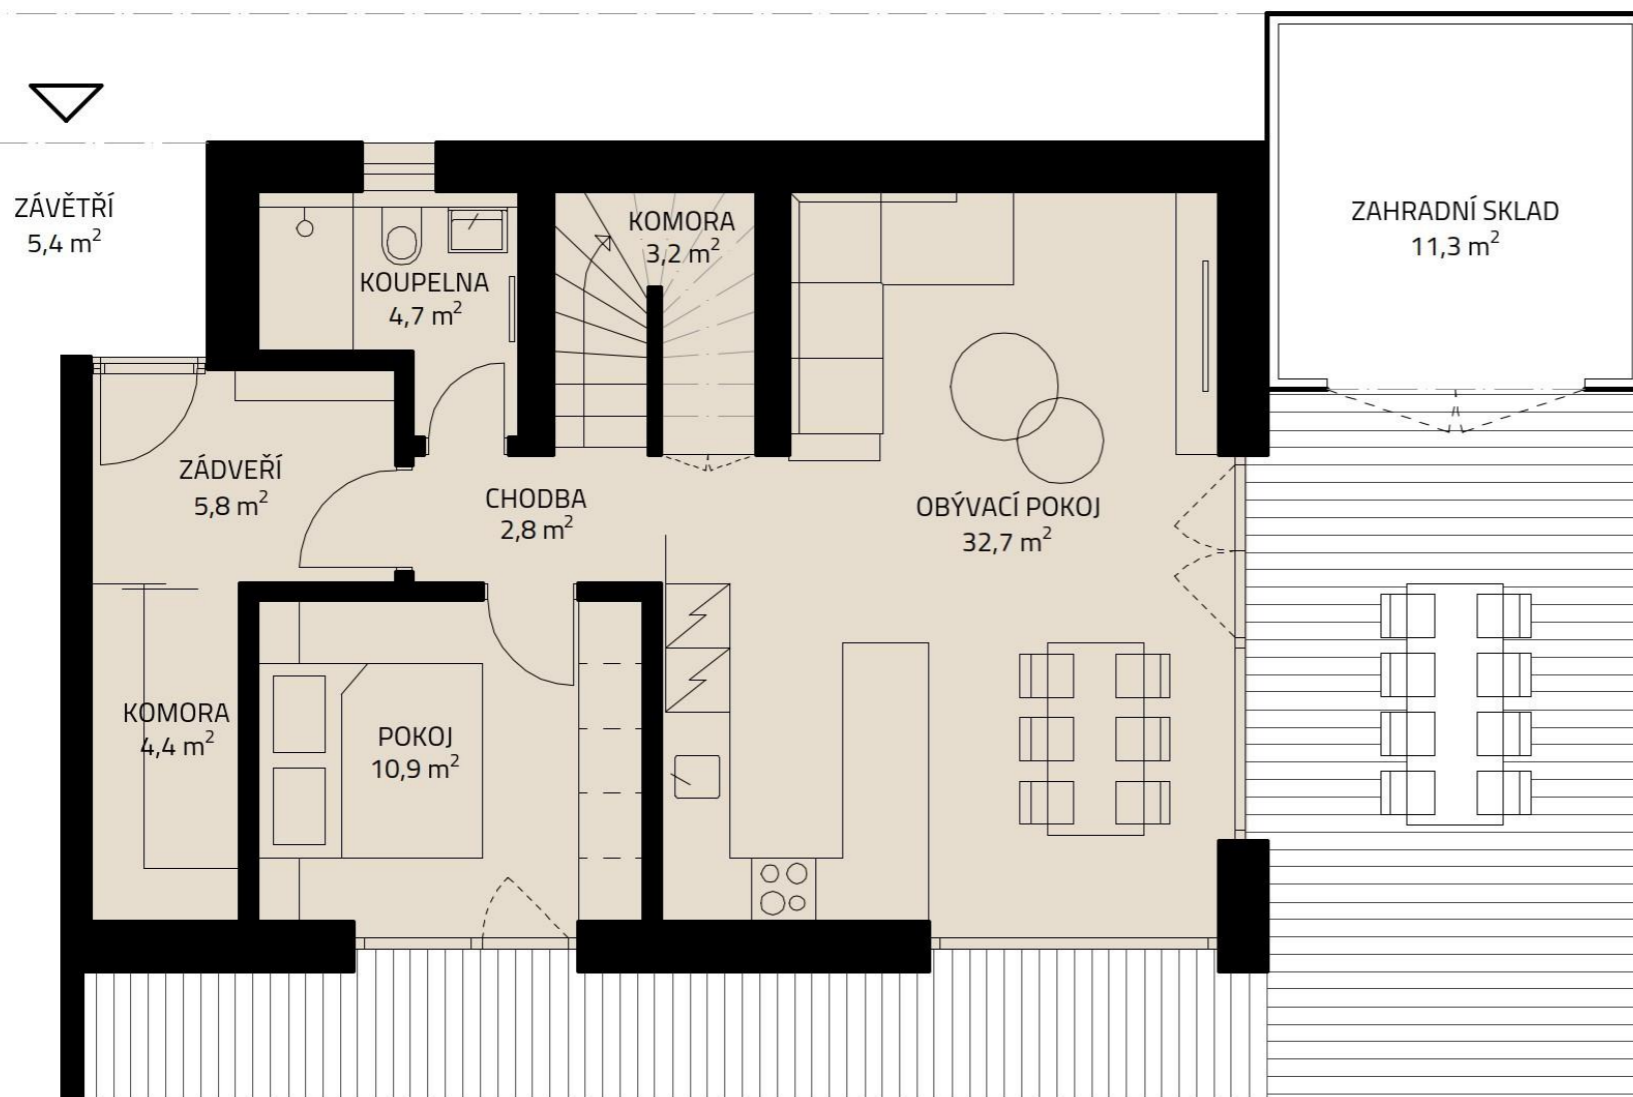 ZÁVĚTŘÍ
5,4 m²
KOUPELNA
4,7 m²
KOMORA
3,2 m²
ZAHRADNÍ SKLAD
11,3 m²
ZÁDVEŘÍ
5,8 m²
CHODBA
2,8 m²
OBÝVACÍ POKOJ
32,7 m²
KOMORA
4,4 m²
POKOJ
10,9 m²